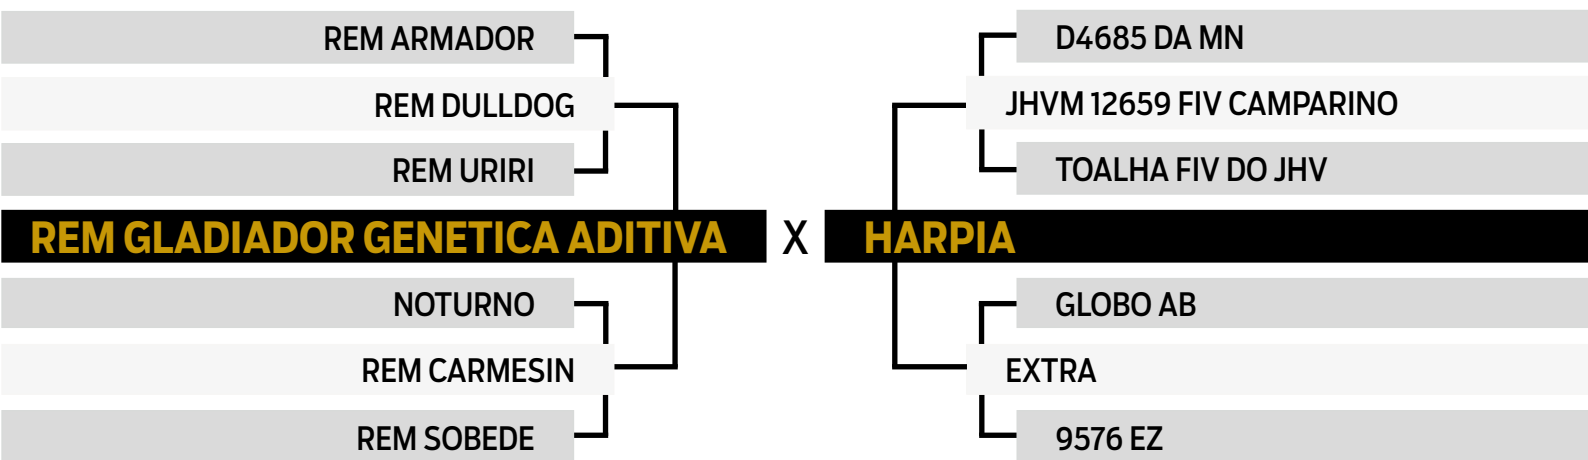 REM ARMADOR
REM DULLDOG
REM URIRI
REM GLADIADOR GENETICA ADITIVA X HARPIA
NOTURNO
REM CARMESIN
REM SOBEDE
D4685 DA MN
JHVM 12659 FIV CAMPARINO
TOALHA FIV DO JHV
GLOBO AB
EXTRA
9576 EZ